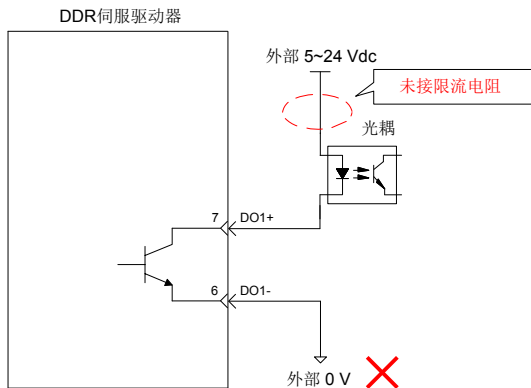 DDR伺服驱动器
外部 5~24 Vdc
未接限流电阻
光耦
7 DO1+
6 DO1-
外部 0 V